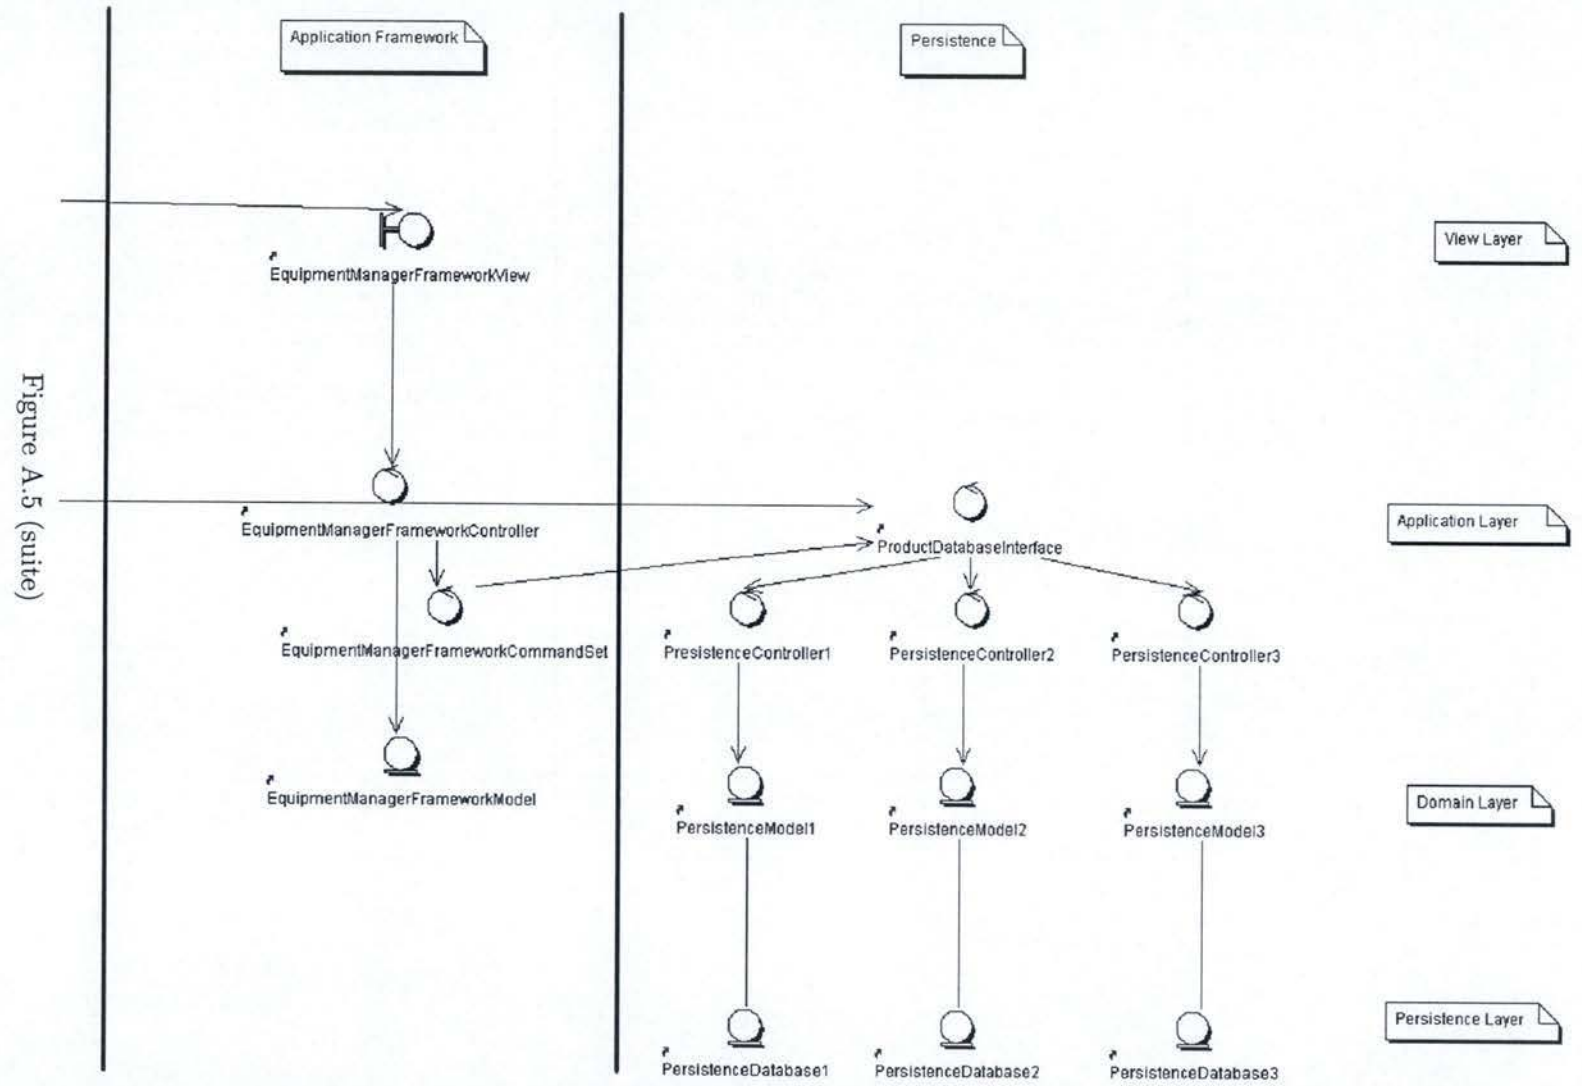 Application Framework
Persistence
EquipmentManagerFrameworkView
View Layer
Figure A.5 (suite)
EquipmentManagerFrameworkController
ProductDatabaseInterface
Application Layer
EquipmentManagerFrameworkCommandSet
PresistenceController1
PersistenceController2
PersistenceController3
EquipmentManagerFrameworkModel
PersistenceModel1
PersistenceModel2
PersistenceModel3
Domain Layer
PersistenceDatabase1
PersistenceDatabase2
PersistenceDatabase3
Persistence Layer